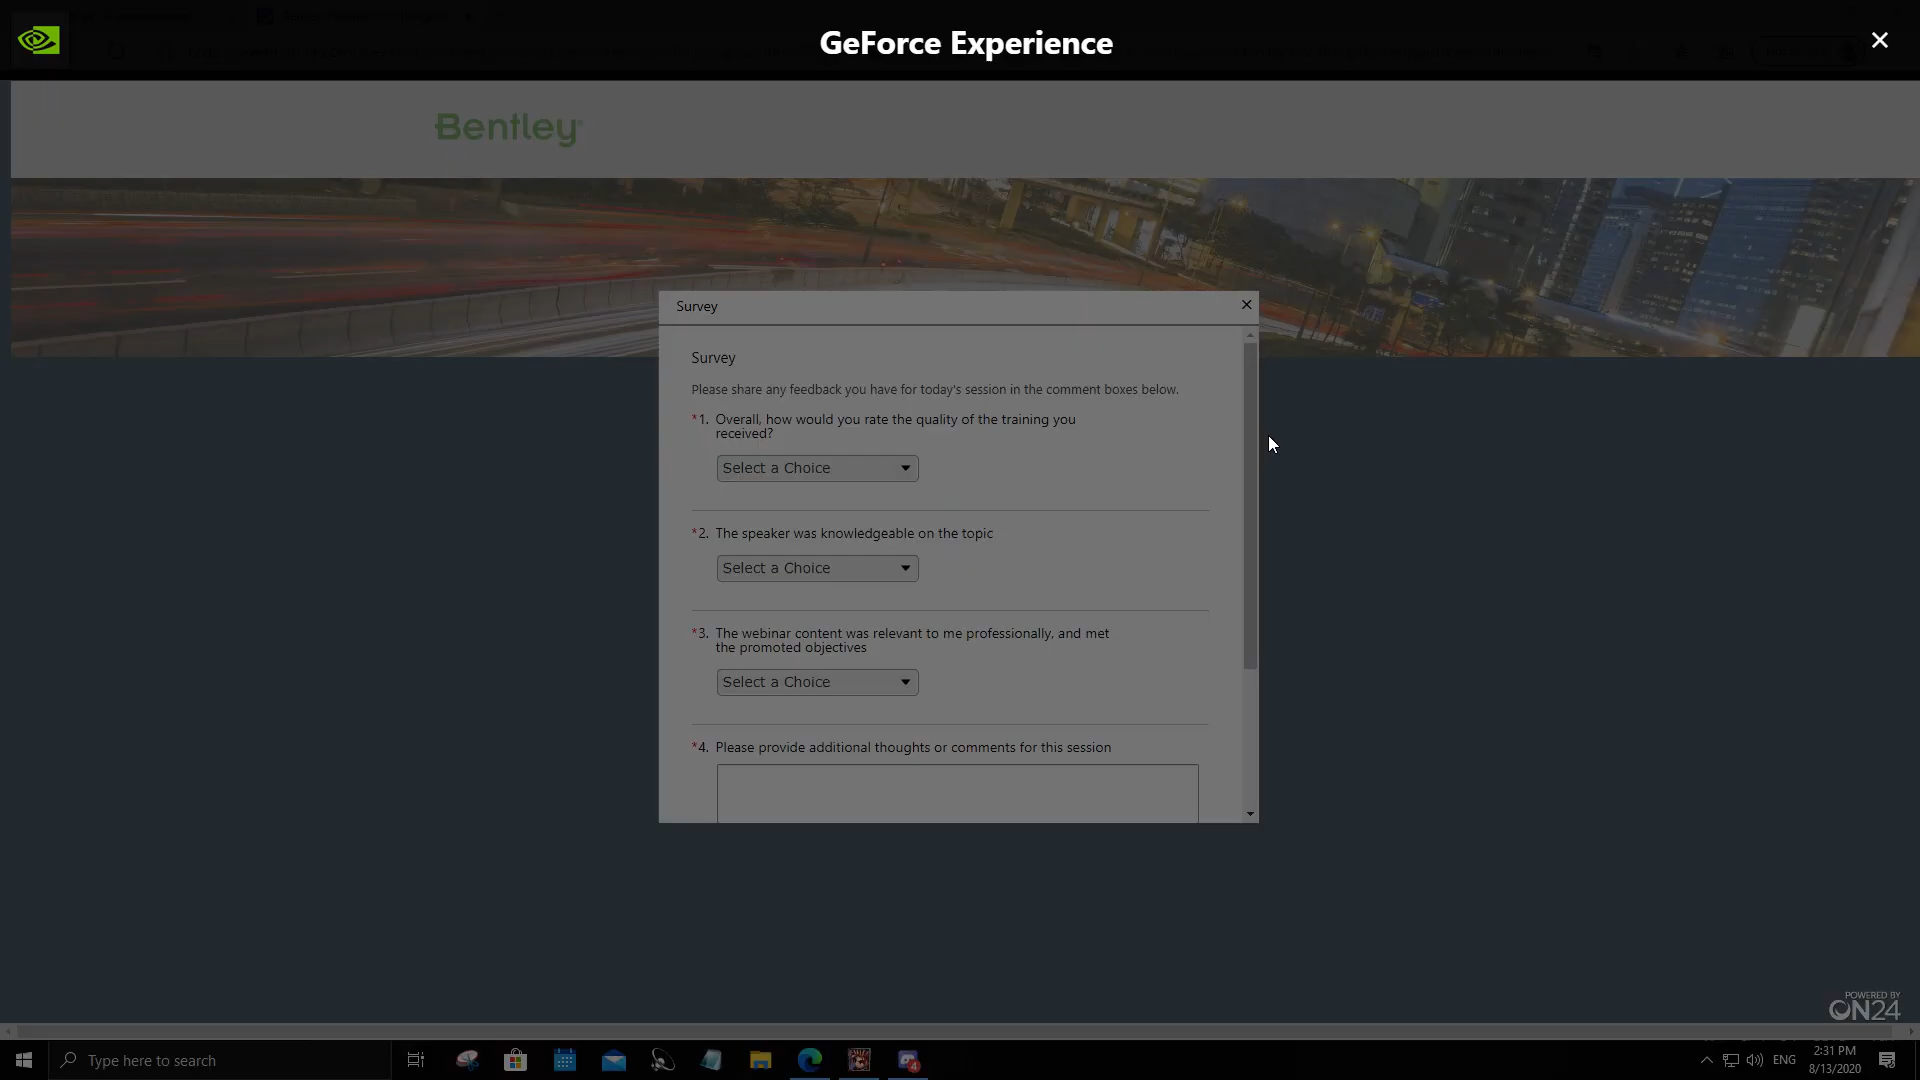 GeForce Experience
Bentley
Survey
Survey
Please share any feedback you have for today's session in the comment boxes below.
*1. Overall, how would you rate the quality of the training you
received?
Select a Choice
*2. The speaker was knowledgeable on the topic
Select a Choice
*3. The webinar content was relevant to me professionally, and met
the promoted objectives
Select a Choice
*4. Please provide additional thoughts or comments for this session
POWERED BY
ON24
Type here to search
4
ENG
2:31 PM
8/13/2020